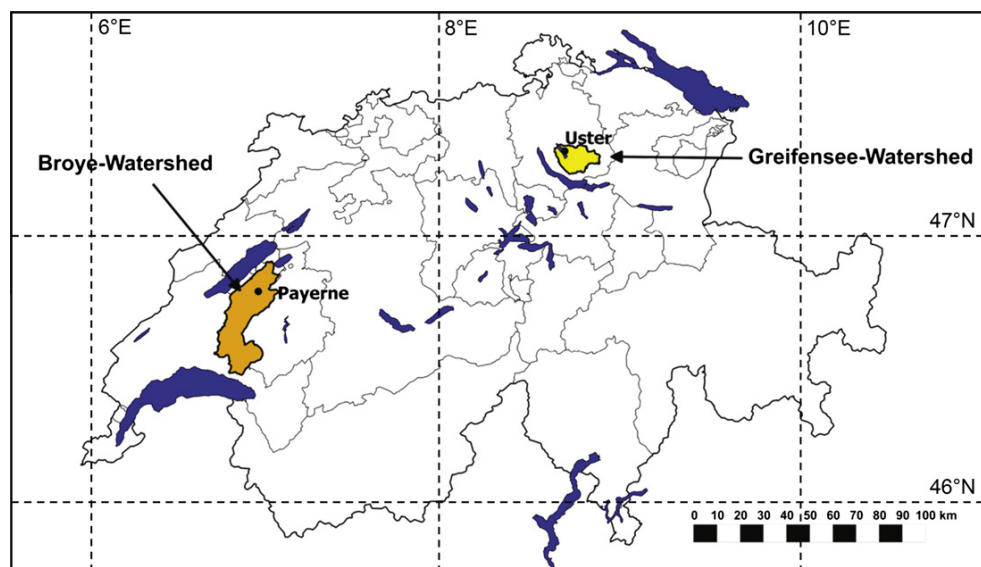 6°E
8°E
10°E
Uster
Broye-Watershed
Greifensee-Watershed
47°N
Payerne
46°N
0 10 20 30 40 50 60 70 80 90 100 km